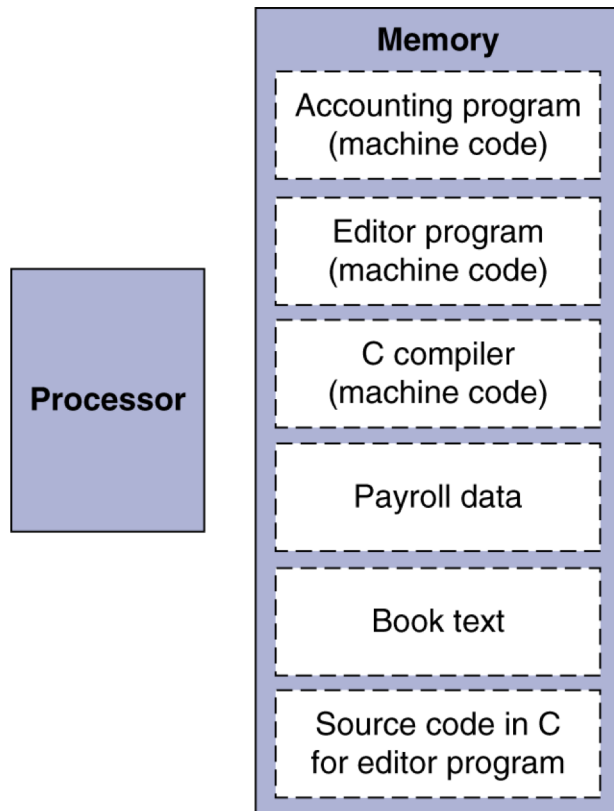 Memory
Accounting program
(machine code)
Editor program
(machine code)
C compiler
(machine code)
Processor
Payroll data
Book text
Source code in C
for editor program